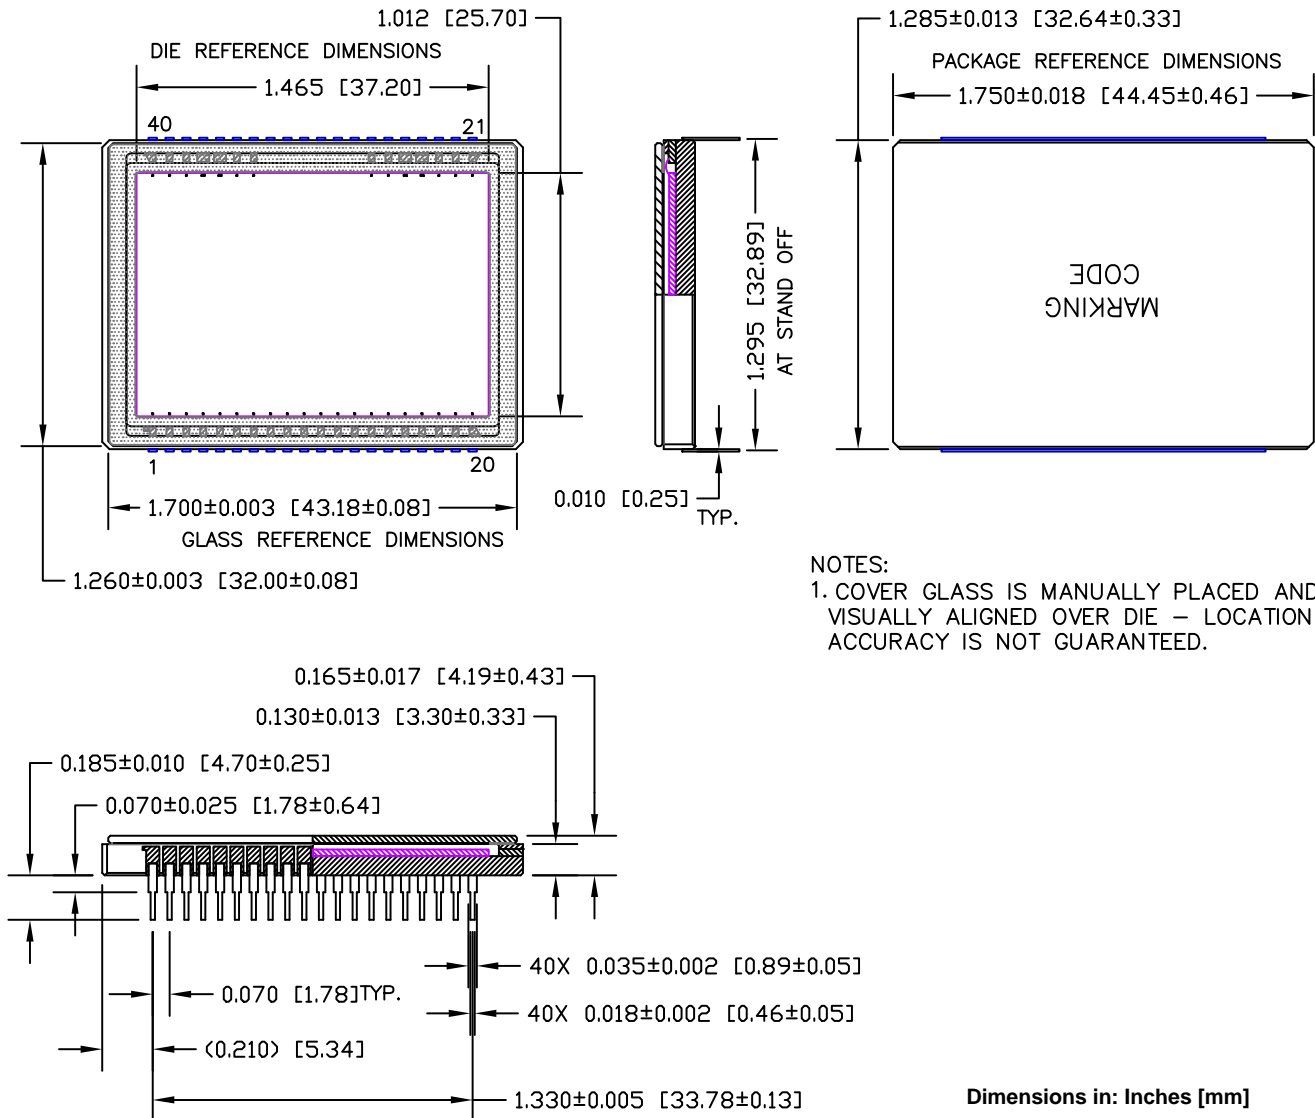 1.012 [25.70]
DIE REFERENCE DIMENSIONS
1.465 [37.20]
40
21
1
20
1.700±0.003 [43.18±0.08]
GLASS REFERENCE DIMENSIONS
1.260±0.003 [32.00±0.08]
1.295 [32.89]
AT STAND OFF
0.010 [0.25]
TYP.
1.285±0.013 [32.64±0.33]
PACKAGE REFERENCE DIMENSIONS
1.750±0.018 [44.45±0.46]
MARKING
CODE
NOTES:
1. COVER GLASS IS MANUALLY PLACED AND
VISUALLY ALIGNED OVER DIE – LOCATION
ACCURACY IS NOT GUARANTEED.
0.165±0.017 [4.19±0.43]
0.130±0.013 [3.30±0.33]
0.185±0.010 [4.70±0.25]
0.070±0.025 [1.78±0.64]
40X 0.035±0.002 [0.89±0.05]
0.070 [1.78]TYP.
40X 0.018±0.002 [0.46±0.05]
(0.210) [5.34]
1.330±0.005 [33.78±0.13]
Dimensions in: Inches [mm]